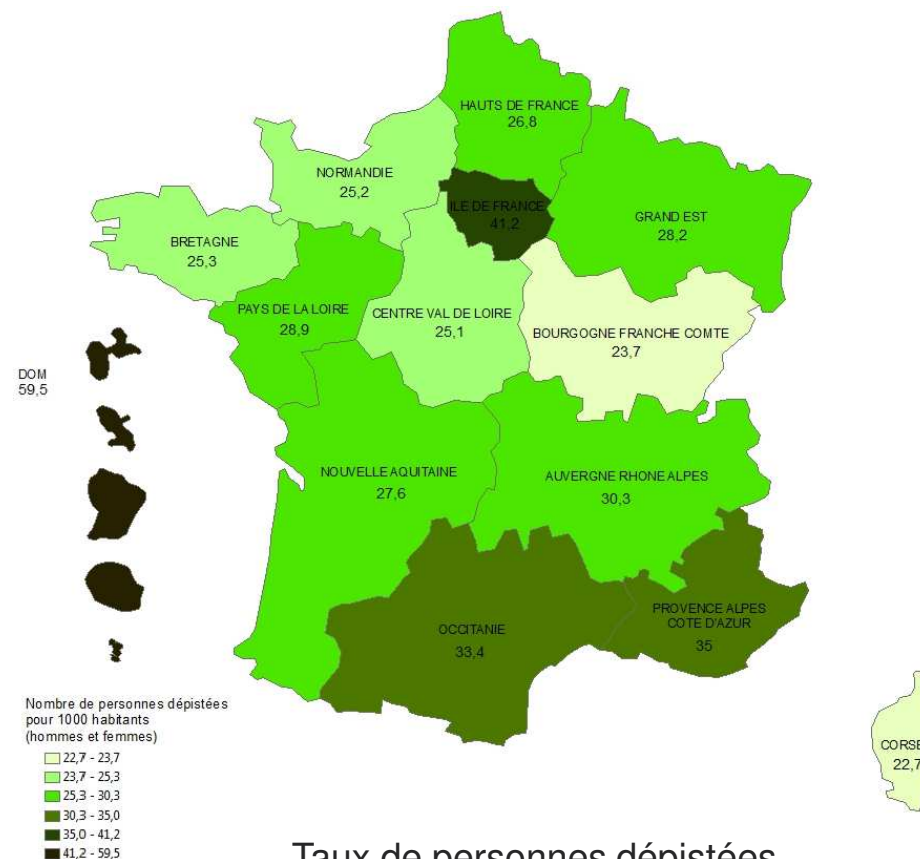 HAUTS DE FRANCE
26,8
NORMANDIE
25,2
ILE DE FRANCE
41,2
GRAND EST
28,2
BRETAGNE
25,3
PAYS DE LA LOIRE
28,9
CENTRE VAL DE LOIRE
25,1
BOURGOGNE FRANCHE COMTE
23,7
DOM
59,5
NOUVELLE AQUITAINE
27,6
AUVERGNE RHONE ALPES
30,3
OCCITANIE
33,4
PROVENCE ALPES
COTE D'AZUR
35
CORSE
22,7
Nombre de personnes dépistées
pour 1000 habitants
(hommes et femmes)
22,7 - 23,7
23,7 - 25,3
25,3 - 30,3
30,3 - 35,0
35,0 - 41,2
41,2 - 59,5
Taux de personnes dépistées